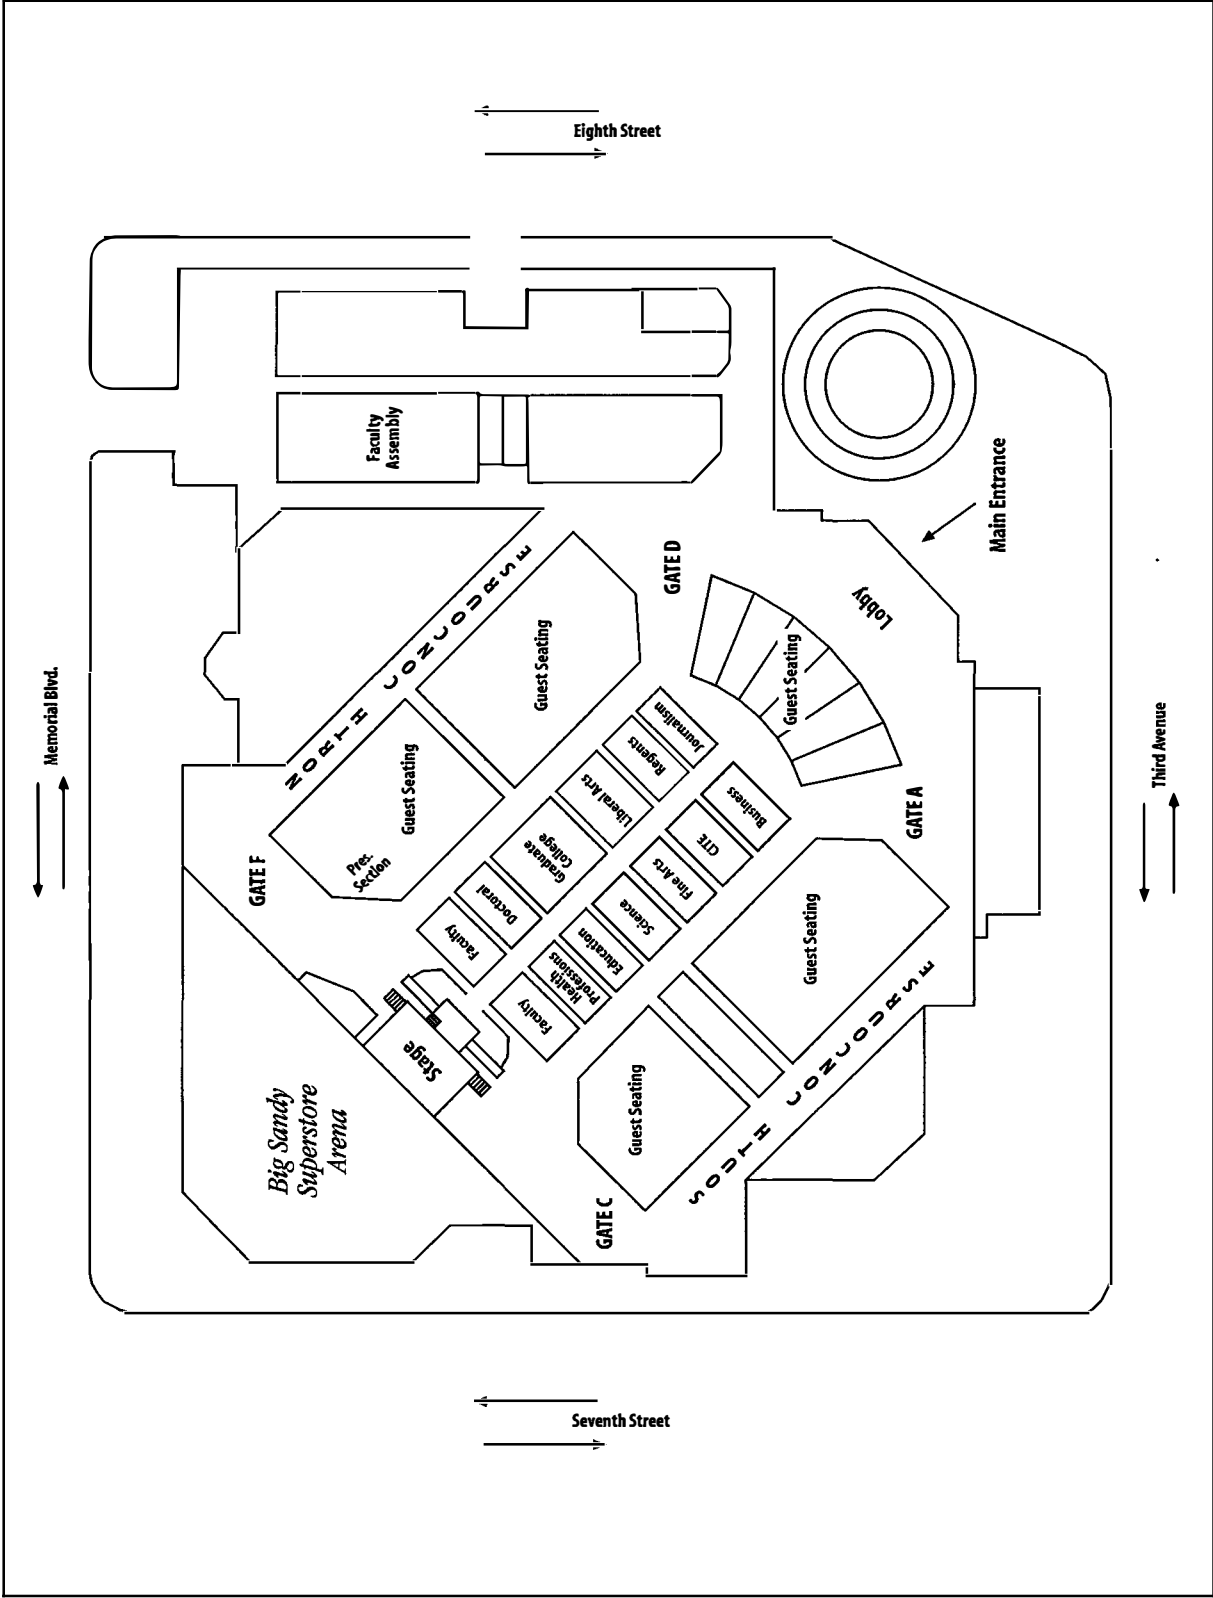 Eighth Street
Faculty
Assembly
Main Entrance
Lobby
GATE D
NORTH CONCOURSE
Guest Seating
Guest Seating
Guest Seating
Memorial Blvd.
Third Avenue
Pres.
Section
GATE F
GATE A
Journalism
Regents
Liberal Arts
Graduate
College
Doctoral
Faculty
Business
CITE
Fine Arts
Science
Education
Health
Professions
Faculty
Stage
Guest Seating
Guest Seating
SOUTH CONCOURSE
GATE C
Big Sandy
Superstore
Arena
Seventh Street